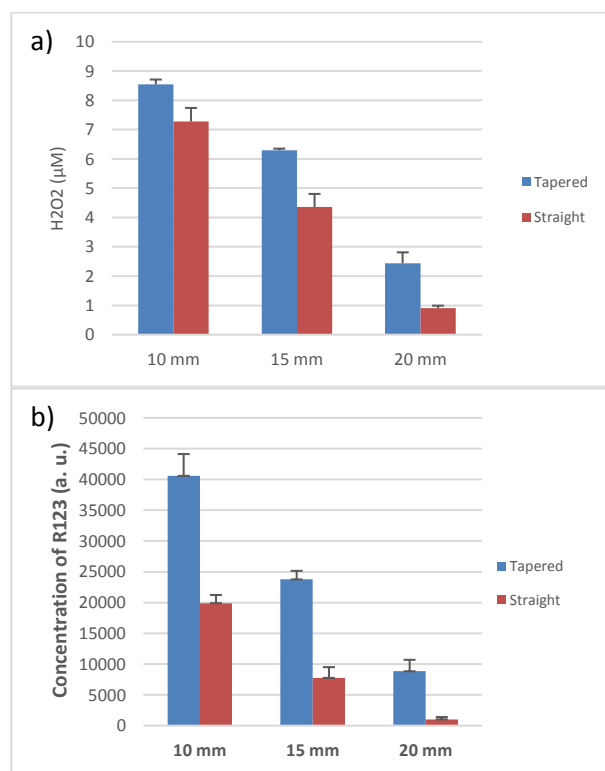 a)
10
9
8
7
6
5
4
3
2
1
0
H2O2 (µM)
10 mm 15 mm 20 mm
Tapered
Straight
b)
50000
45000
40000
35000
30000
25000
20000
15000
10000
5000
0
Concentration of R123 (a. u.)
10 mm 15 mm 20 mm
Tapered
Straight